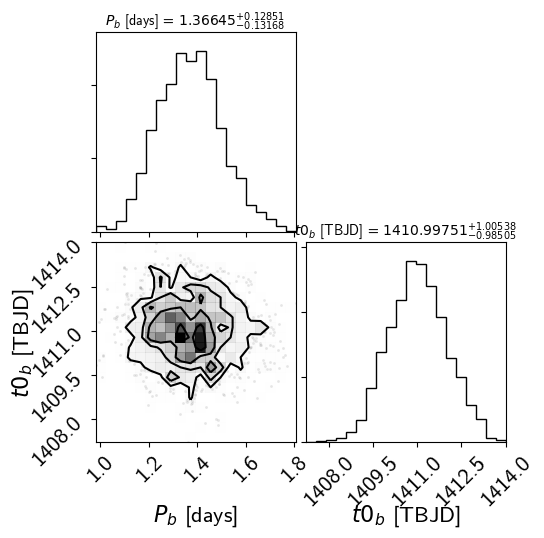 P_b [days] = 1.36645^{+0.12851}_{-0.13168}
t0_b [TBJD] = 1410.99751^{+1.00538}_{-0.98505}
t0_b [TBJD]
1414.0
1412.5
1411.0
1409.5
1408.0
1.0 1.2 1.4 1.6 1.8
1408.0 1409.5 1411.0 1412.5 1414.0
P_b [days]
t0_b [TBJD]